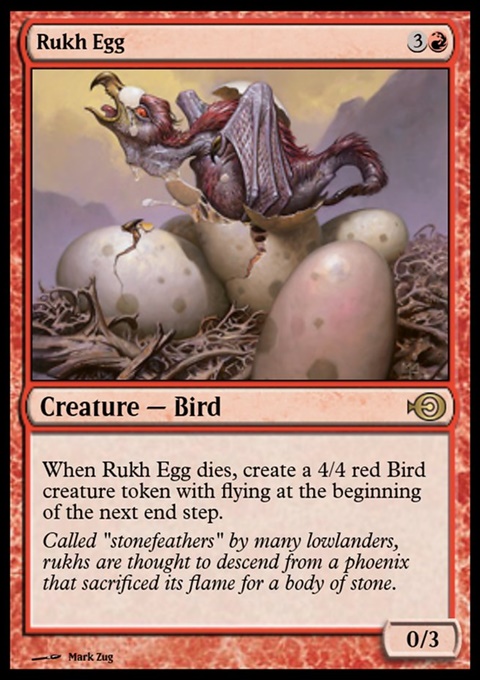 Rukh Egg 3
Creature — Bird
When Rukh Egg dies, create a 4/4 red Bird
creature token with flying at the beginning
of the next end step.
Called "stonefeathers" by many lowlanders,
rukhs are thought to descend from a phoenix
that sacrificed its flame for a body of stone.
0/3
Mark Zug